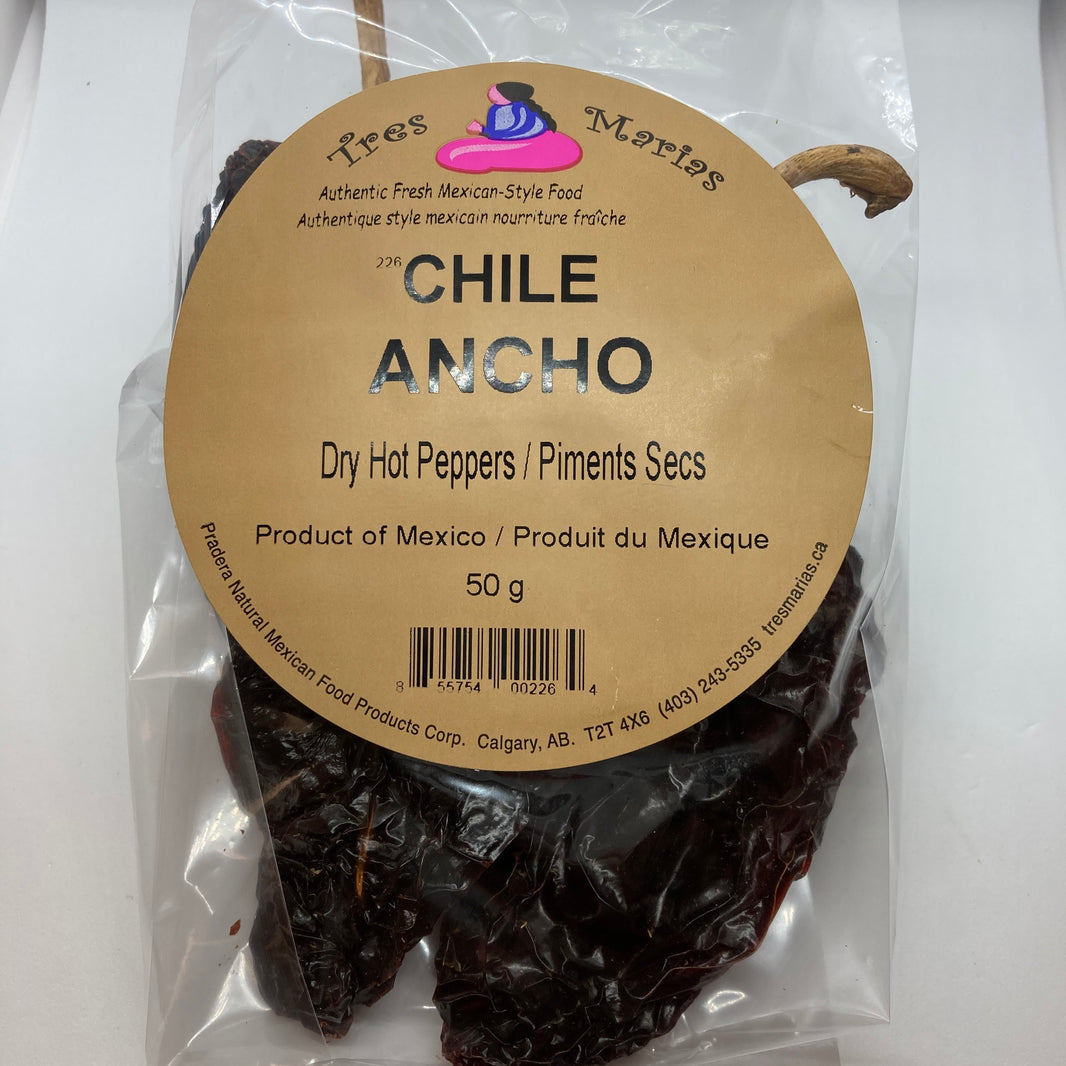 Tres Marias
Authentic Fresh Mexican-Style Food
Authentique style mexicain nourriture fraîche
226 CHILE
ANCHO
Dry Hot Peppers / Piments Secs
Product of Mexico / Produit du Mexique
50 g
8 55754 00226 4
Pradera Natural Mexican Food Products Corp. Calgary, AB. T2T 4X6 (403) 243-5335 tresmarias.ca